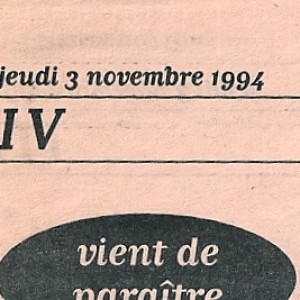 jeudi 3 novembre 1994
IV
vient de
paraître